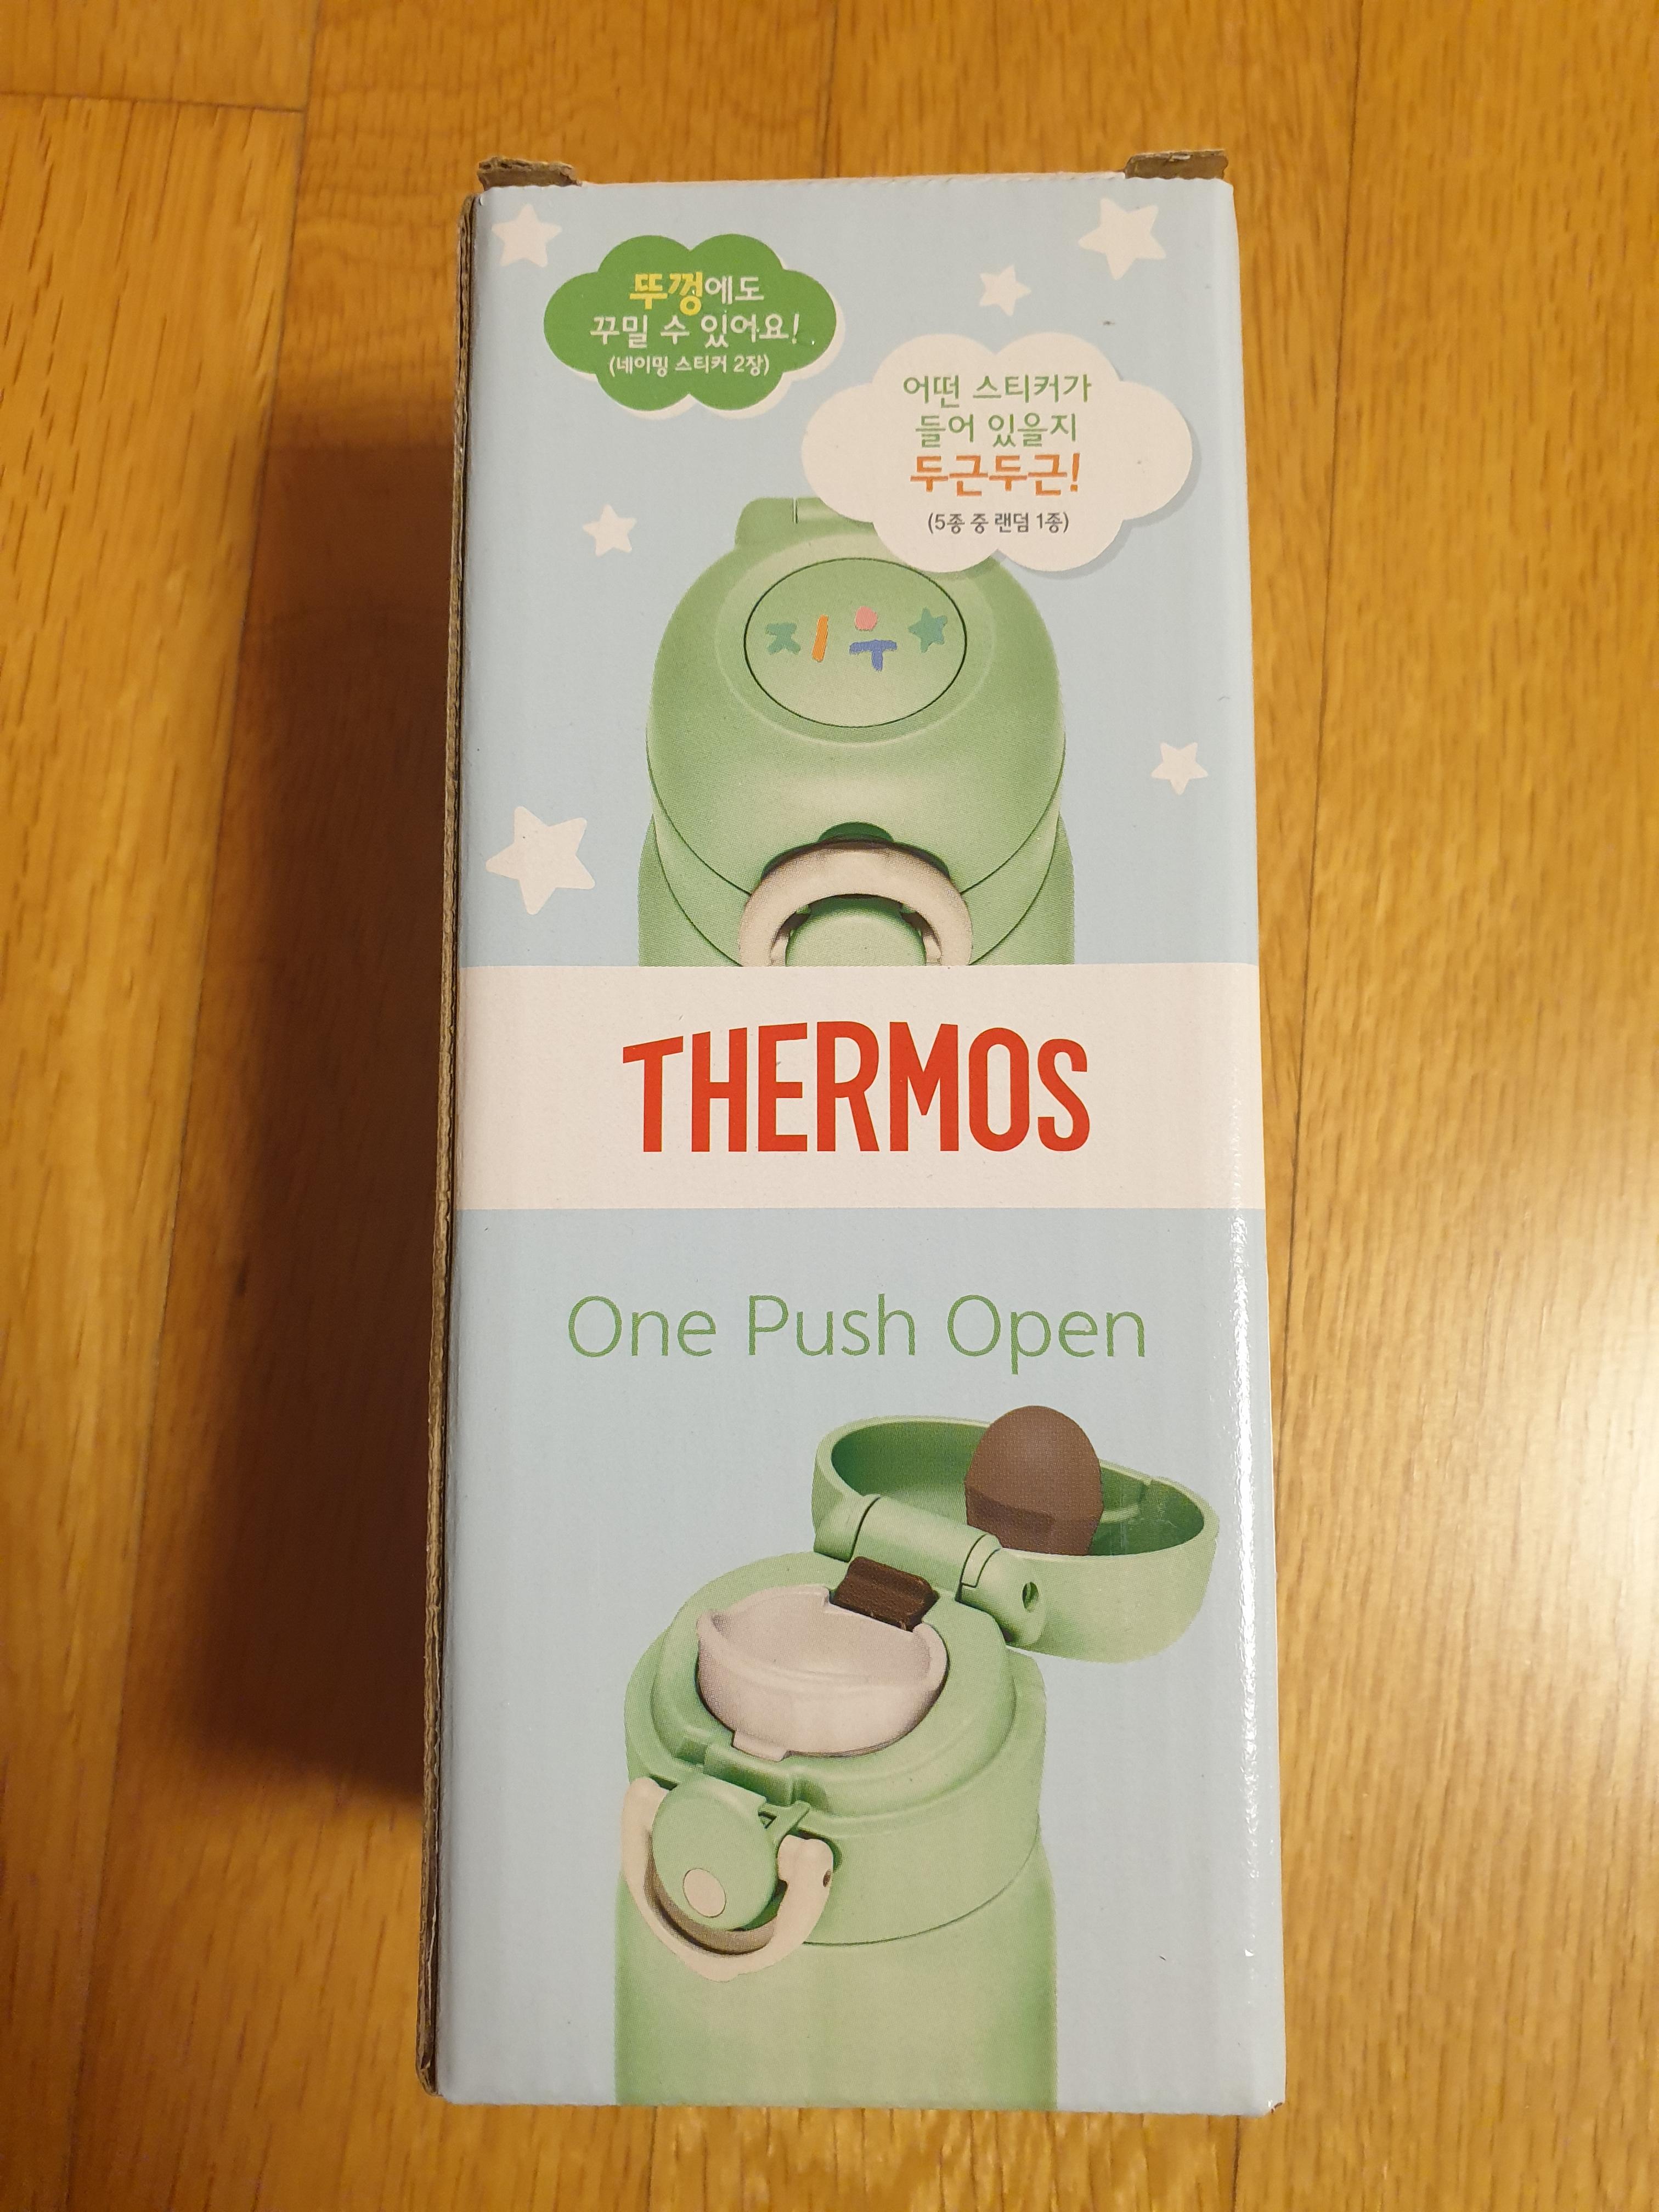 뚜껑에도
꾸밀 수 있어요!
(네이밍 스티커 2장)
어떤 스티커가
들어 있을지
두근두근!
(5종 중 랜덤 1종)
지우
THERMOS
One Push Open